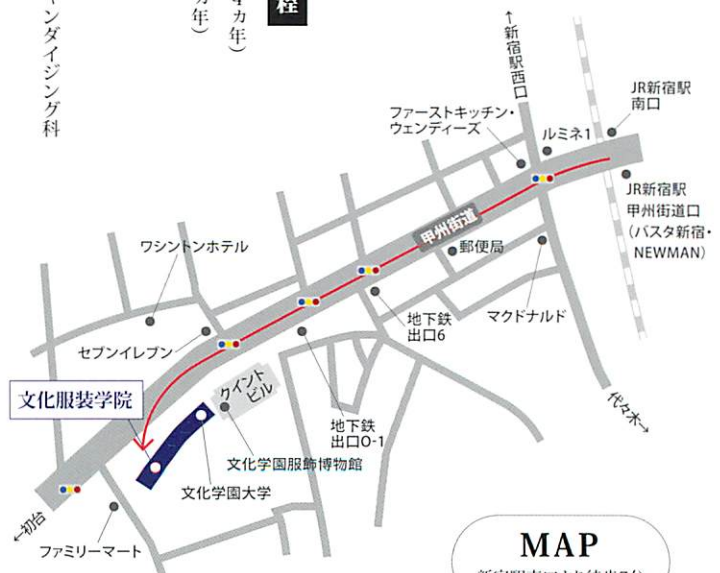 程
４ヵ年）
ヵ年）
ャンダイジング科
↑新宿駅西口
JR新宿駅
南口
ファーストキッチン・
ウェンディーズ
ルミネ1
JR新宿駅
甲州街道口
（バスタ新宿・
NEWMAN）
甲州街道
郵便局
マクドナルド
ワシントンホテル
地下鉄
出口6
セブンイレブン
クイント
ビル
文化服装学院
地下鉄
出口O-1
代々木→
文化学園服飾博物館
文化学園大学
←初台
ファミリーマート
MAP